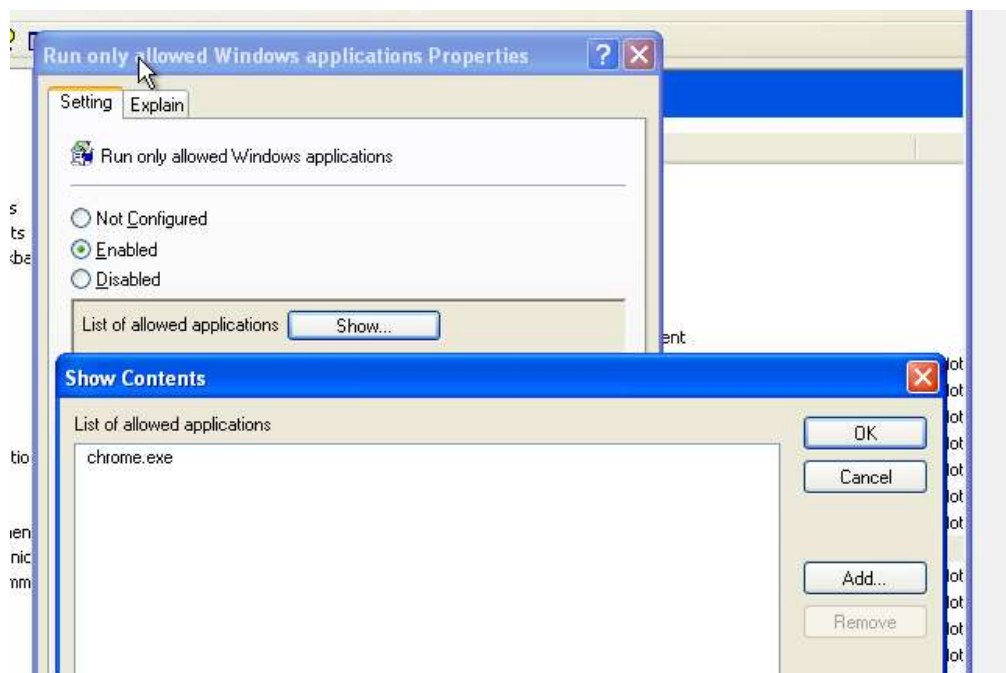 Run only allowed Windows applications Properties
Setting
Explain
Run only allowed Windows applications
Not Configured
Enabled
Disabled
List of allowed applications
Show...
Show Contents
List of allowed applications
chrome.exe
OK
Cancel
Add...
Remove